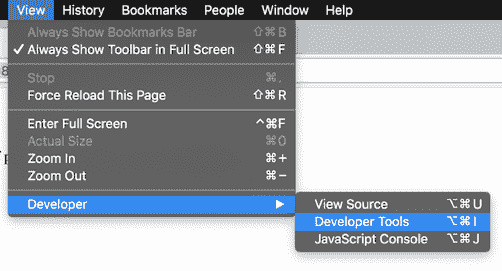 View History Bookmarks People Window Help
Always Show Bookmarks Bar ⇧⌘B
✓ Always Show Toolbar in Full Screen ⇧⌘F
Stop ⌘.
Force Reload This Page ⇧⌘R
Enter Full Screen ^⌘F
Actual Size ⌘0
Zoom In ⌘+
Zoom Out ⌘−
Developer ▶
View Source ⌥⌘U
Developer Tools ⌥⌘I
JavaScript Console ⌥⌘J